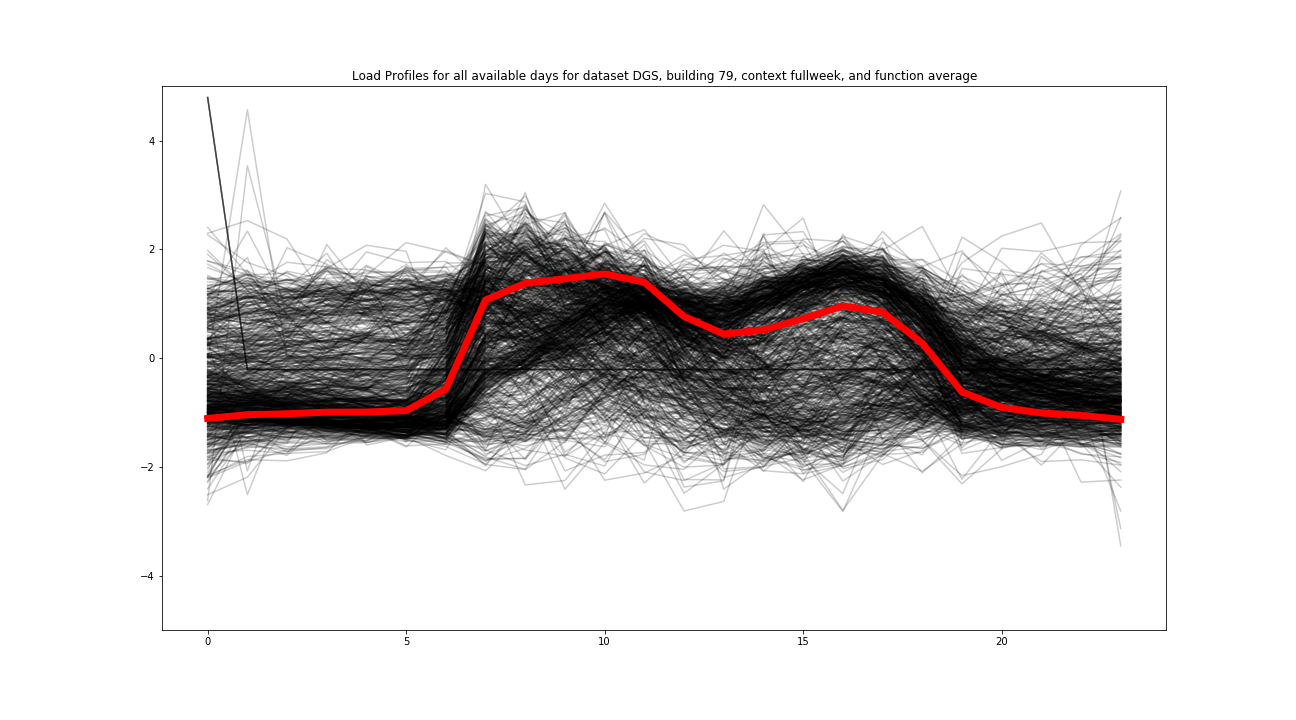 Load Profiles for all available days for dataset DGS, building 79, context fullweek, and function average
4
2
0
−2
−4
0 5 10 15 20